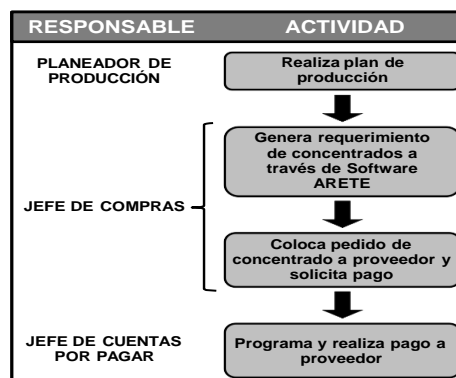 RESPONSABLE ACTIVIDAD
PLANEADOR DE
PRODUCCIÓN
Realiza plan de
producción
JEFE DE COMPRAS
Genera requerimiento
de concentrados a
través de Software
ARETE
Coloca pedido de
concentrado a proveedor y
solicita pago
JEFE DE CUENTAS
POR PAGAR
Programa y realiza pago a
proveedor